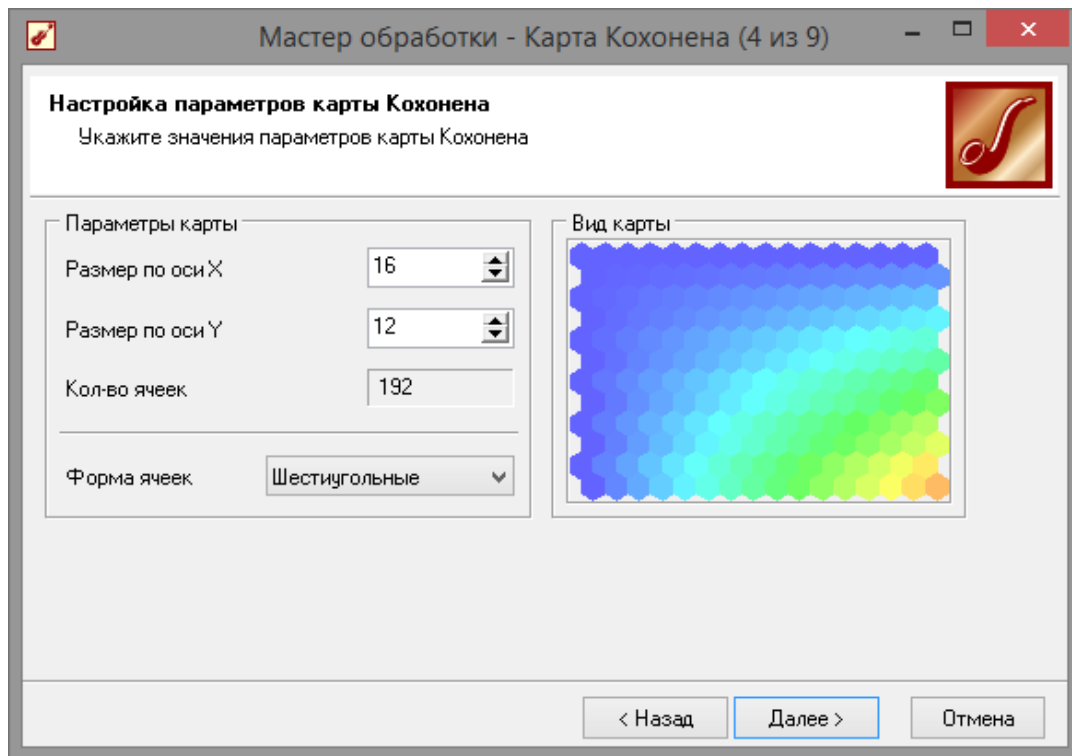 Мастер обработки - Карта Кохонена (4 из 9)
Настройка параметров карты Кохонена
Укажите значения параметров карты Кохонена
Параметры карты
Размер по оси X
16
Размер по оси Y
12
Кол-во ячеек
192
Форма ячеек
Шестиугольные
Вид карты
< Назад
Далее >
Отмена